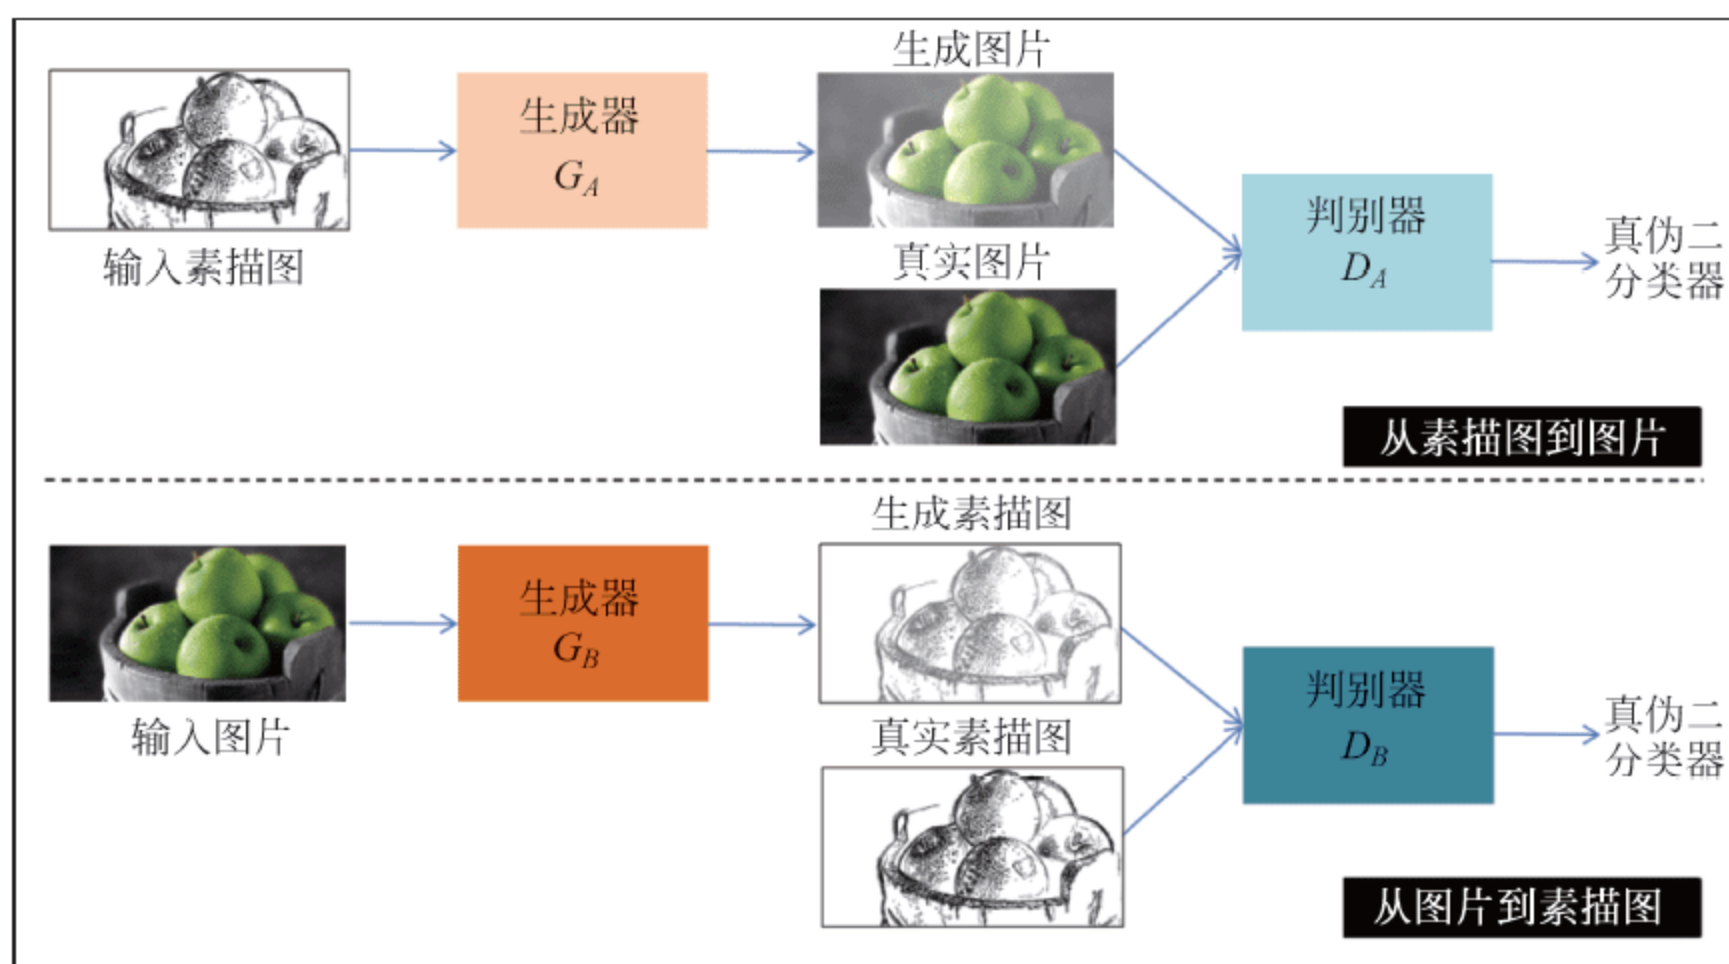 生成图片
生成器
G_A
输入素描图
真实图片
判别器
D_A
真伪二
分类器
从素描图到图片
生成素描图
生成器
G_B
输入图片
真实素描图
判别器
D_B
真伪二
分类器
从图片到素描图